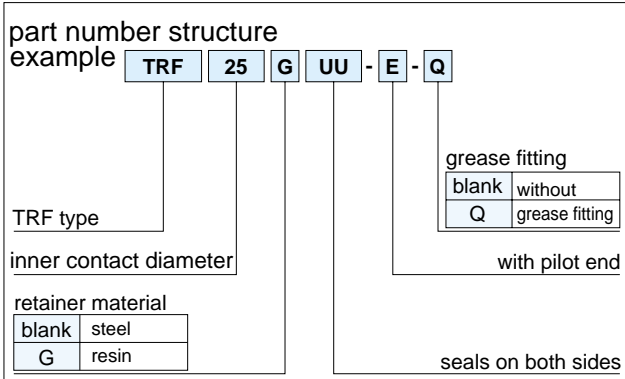 part number structure
example TRF 25 G UU - E - Q
grease fitting
blank without
Q grease fitting
TRF type
inner contact diameter
with pilot end
retainer material
blank steel
G resin
seals on both sides